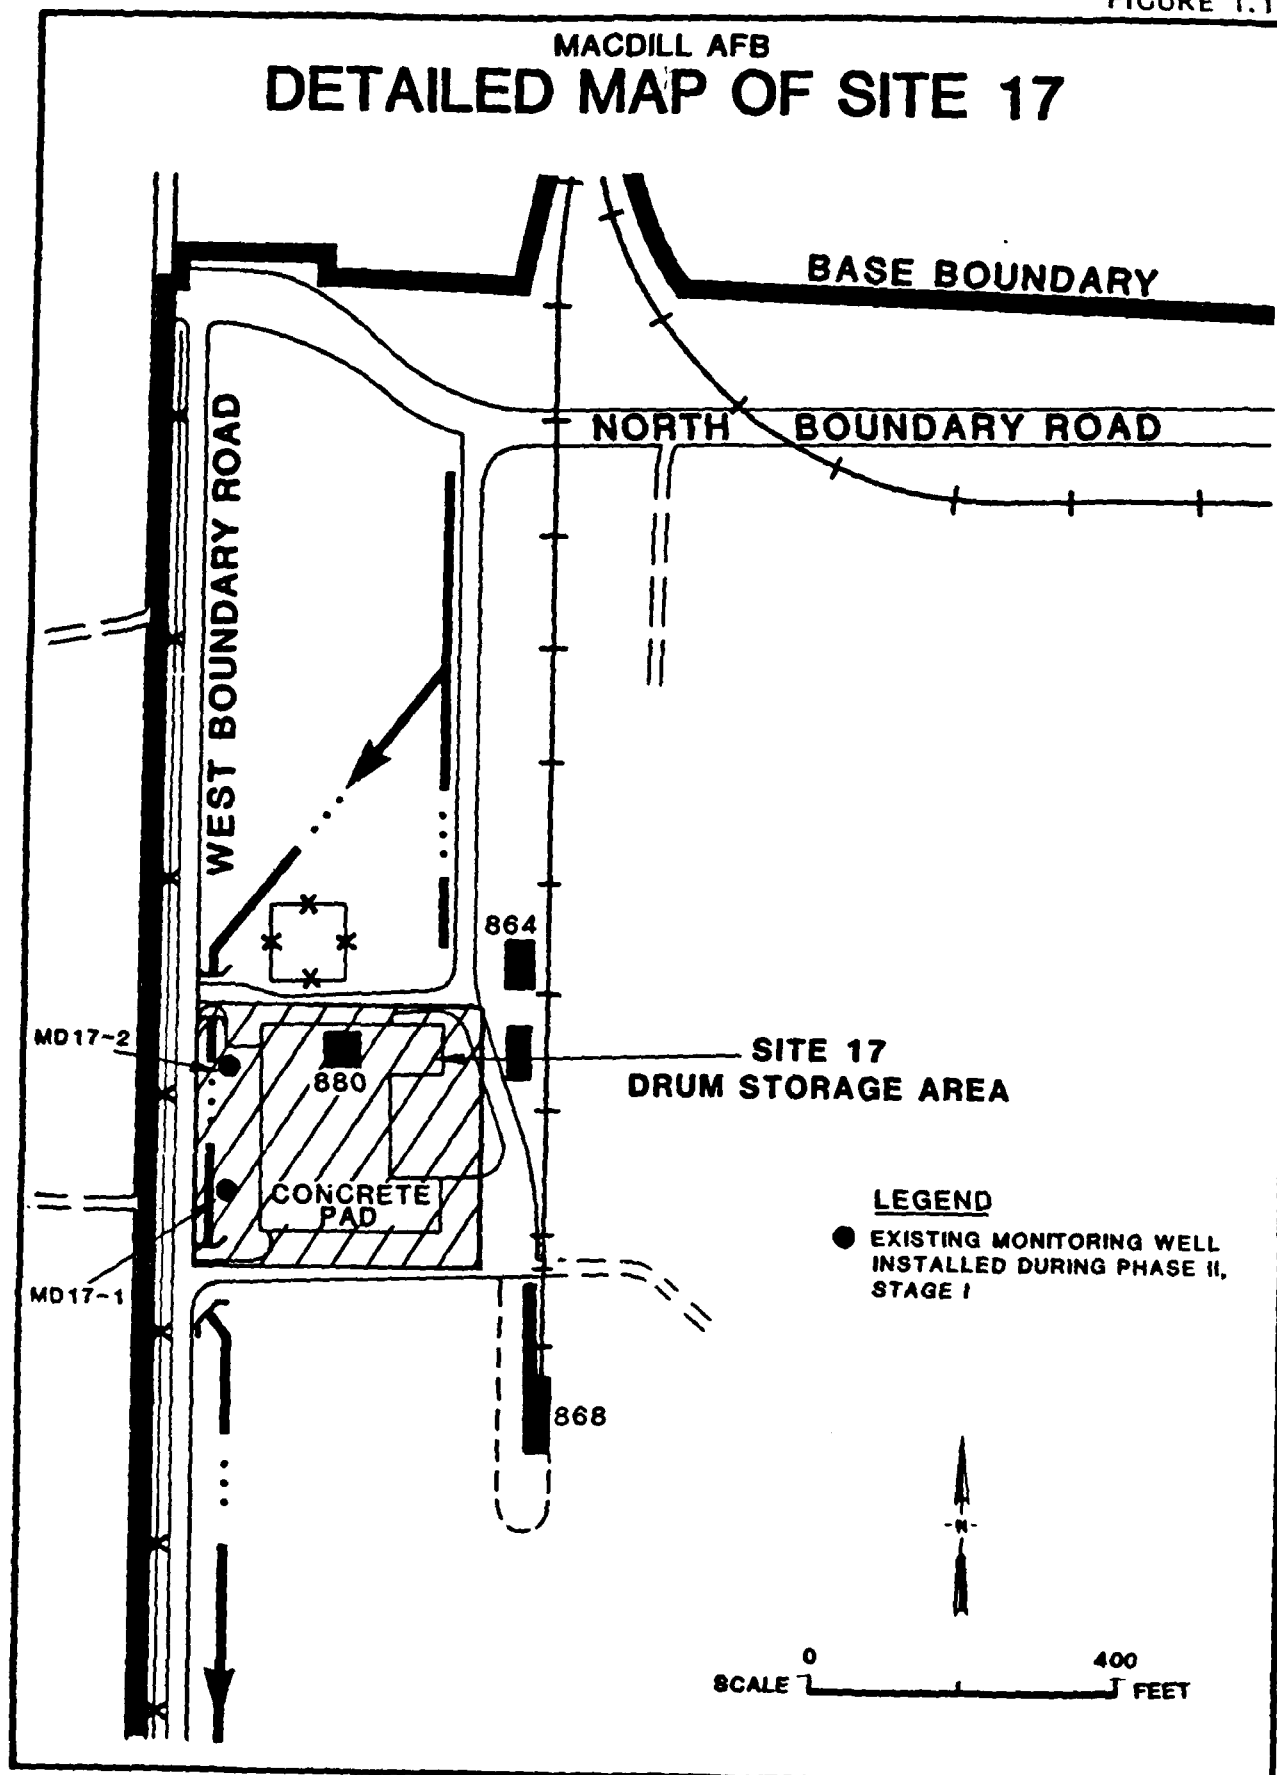 FIGURE 1.1
MACDILL AFB
DETAILED MAP OF SITE 17
BASE BOUNDARY
NORTH BOUNDARY ROAD
WEST BOUNDARY ROAD
864
MD17-2
880
SITE 17
DRUM STORAGE AREA
CONCRETE
PAD
MD17-1
LEGEND
EXISTING MONITORING WELL
INSTALLED DURING PHASE II,
STAGE I
868
-N-
0 400
SCALE FEET